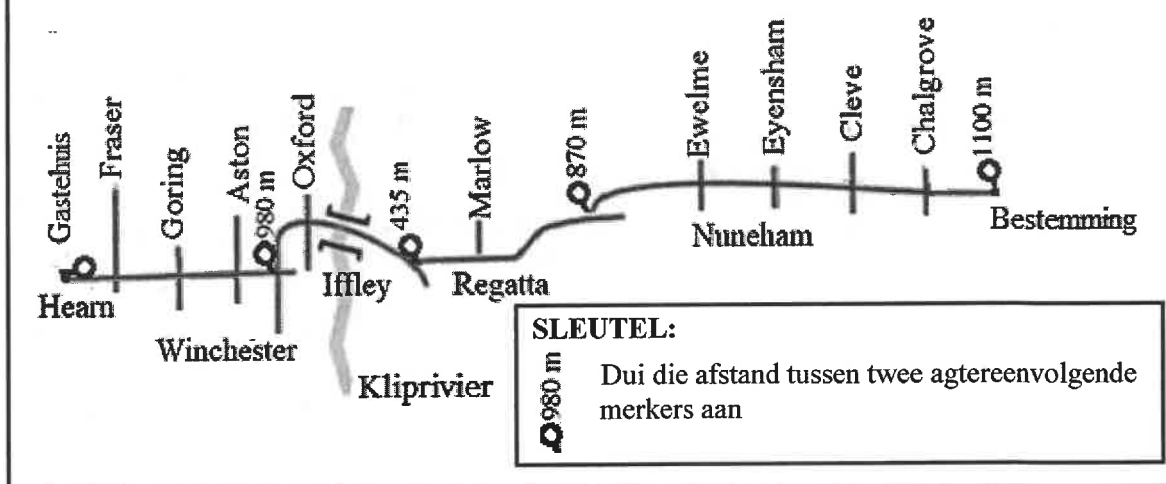 Gastehuis
Fraser
Goring
Aston
980 m
Oxford
435 m
Marlow
870 m
Ewelme
Eyensham
Cleve
Chalgrove
1100 m
Hearn
Winchester
Iffley
Kliprivier
Regatta
Nuneham
Bestemming
SLEUTEL:
980 m
Dui die afstand tussen twee agtereenvolgende
merkers aan